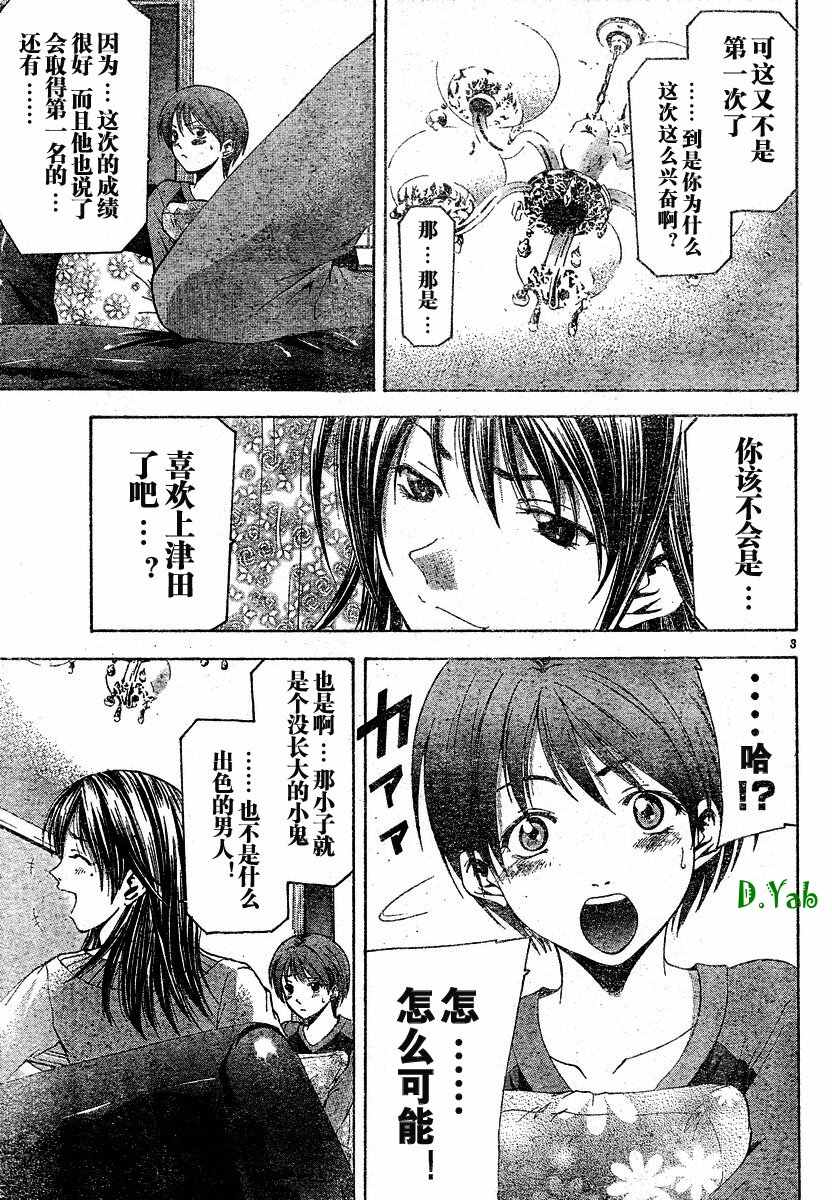 可这又不是
第一次了
……到是你为什么
这次这么兴奋啊？
那…那是…
因为…这次的成绩
很好 而且他也说了
会取得第一名的…
还有……
你该不会是…
喜欢上津田
了吧…？
3
……哈!!?
カァァ
怎……
怎么可能！
也是啊…那小子就
是个没长大的小鬼
……也不是什么
出色的男人！
D.Yab